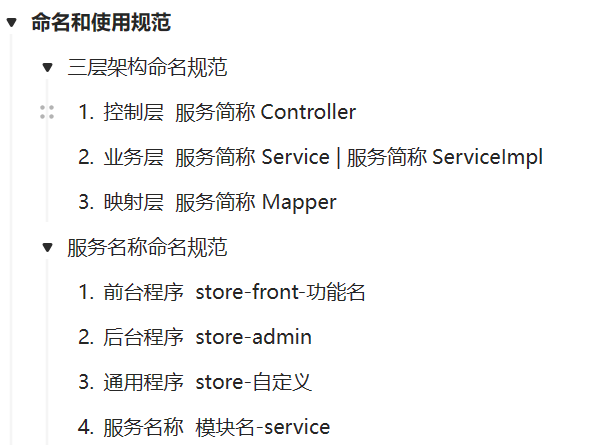 命名和使用规范
三层架构命名规范
1. 控制层 服务简称 Controller
2. 业务层 服务简称 Service | 服务简称 ServiceImpl
3. 映射层 服务简称 Mapper
服务名称命名规范
1. 前台程序 store-front-功能名
2. 后台程序 store-admin
3. 通用程序 store-自定义
4. 服务名称 模块名-service